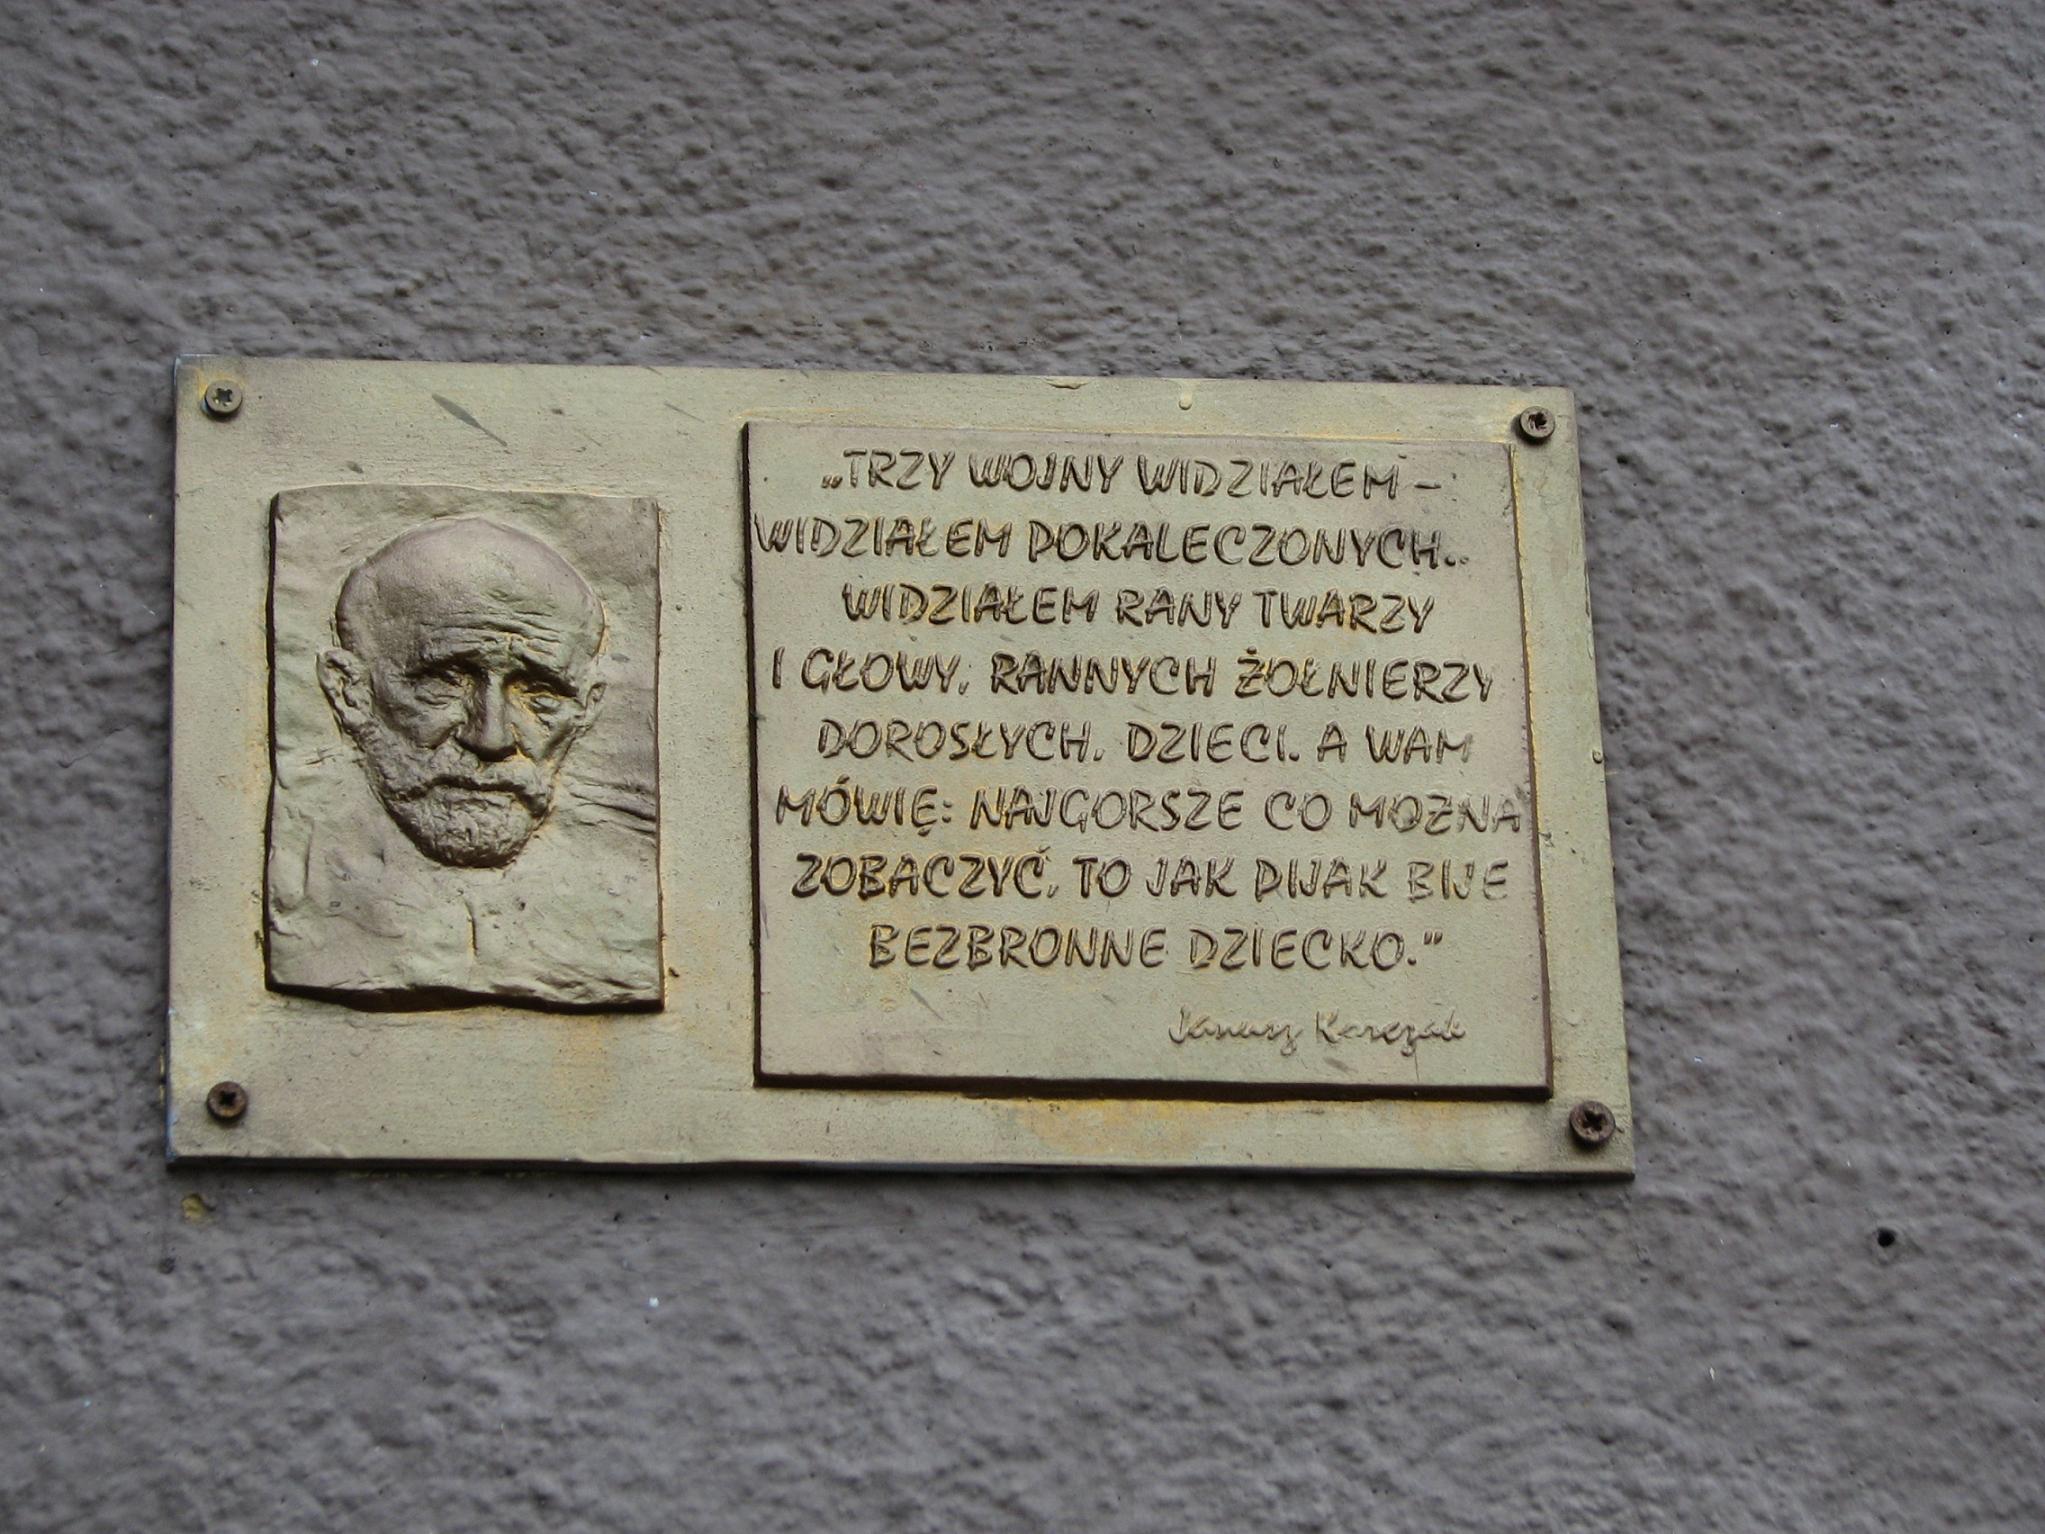 „TRZY WOJNY WIDZIAŁEM –
WIDZIAŁEM POKALECZONYCH..
WIDZIAŁEM RANY TWARZY
I GŁOWY, RANNYCH ŻOŁNIERZY
DOROSŁYCH. DZIECI. A WAM
MÓWIĘ: NAJGORSZE CO MOZNA
ZOBACZYĆ, TO JAK PIJAK BIJE
BEZBRONNE DZIECKO.”
Janusz Korczak